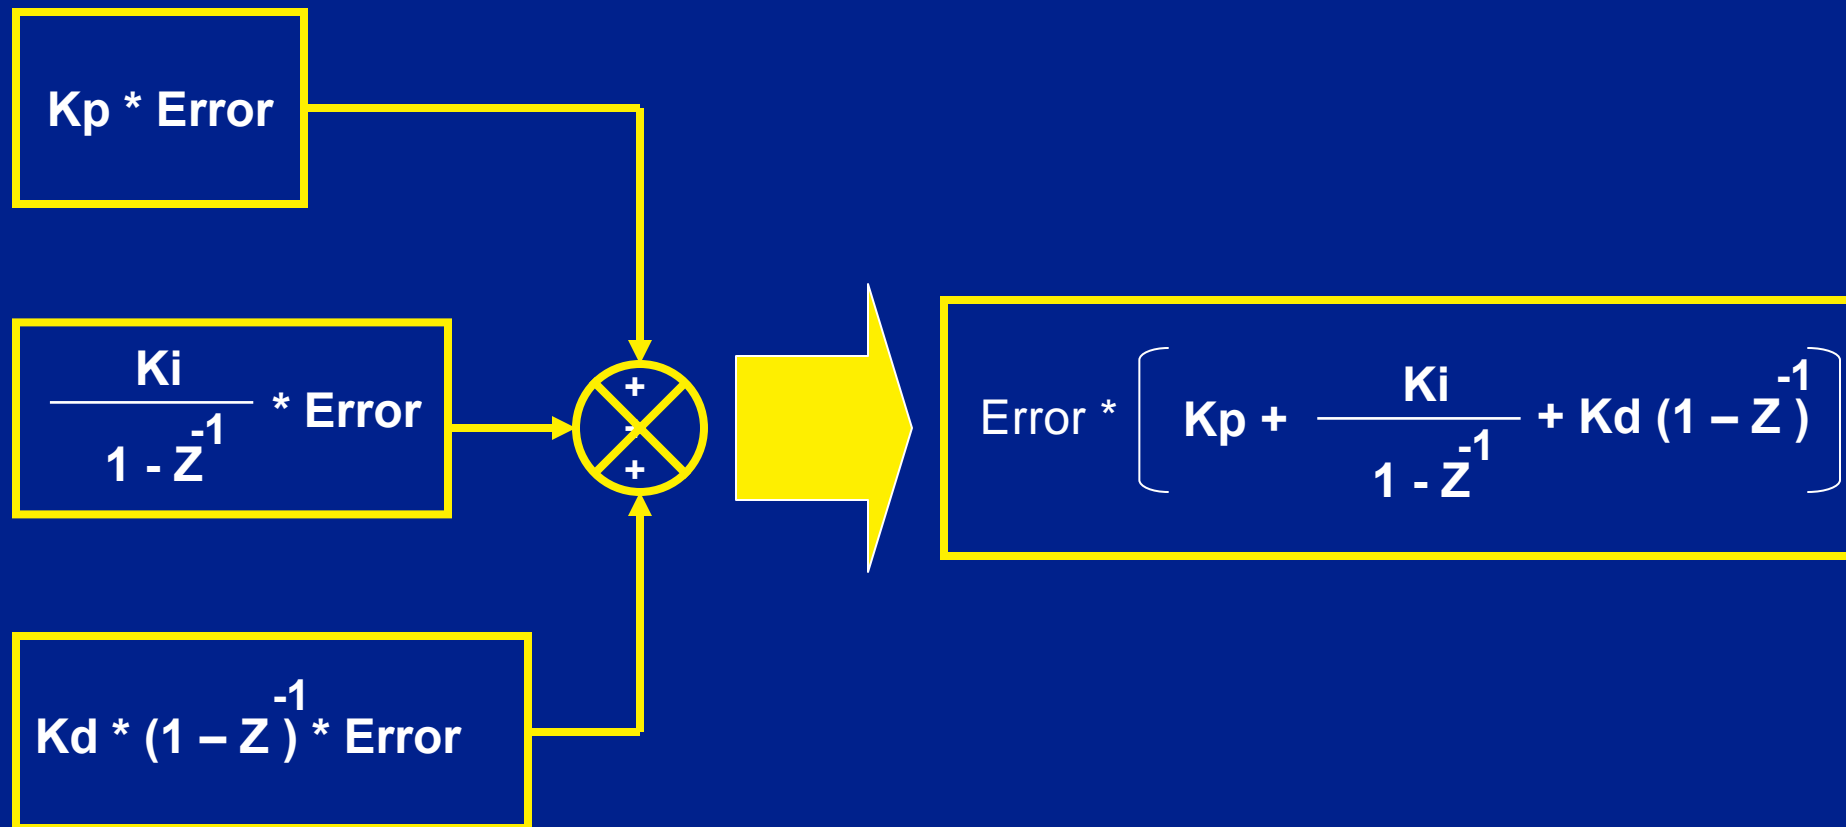 Kp * Error
Ki
-1
1 - Z
* Error
Kd * (1 – Z -1 ) * Error
+
-
+
Error * Kp + Ki + Kd (1 – Z -1 )
1 - Z -1